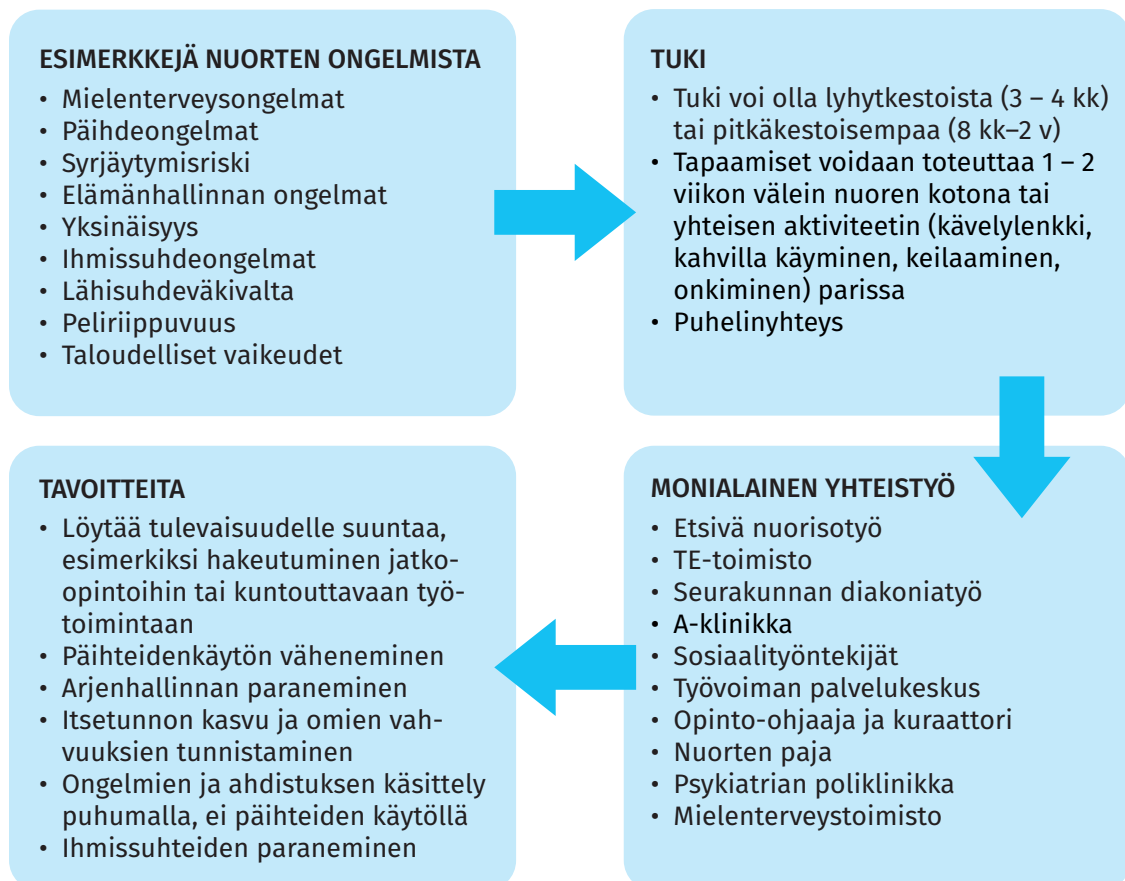 ESIMERKKEJÄ NUORTEN ONGELMISTA
• Mielenterveysongelmat
• Päihdeongelmat
• Syrjäytymisriski
• Elämänhallinnan ongelmat
• Yksinäisyys
• Ihmissuhdeongelmat
• Lähisuhdeväkivalta
• Peliriippuvuus
• Taloudelliset vaikeudet
TUKI
• Tuki voi olla lyhytkestoista (3 – 4 kk)
tai pitkäkestoisempaa (8 kk–2 v)
• Tapaamiset voidaan toteuttaa 1 – 2
viikon välein nuoren kotona tai
yhteisen aktiviteetin (kävelylenkki,
kahvilla käyminen, keilaaminen,
onkiminen) parissa
• Puhelinyhteys
MONIALAINEN YHTEISTYÖ
• Etsivä nuorisotyö
• TE-toimisto
• Seurakunnan diakoniatyö
• A-klinikka
• Sosiaalityöntekijät
• Työvoiman palvelukeskus
• Opinto-ohjaaja ja kuraattori
• Nuorten paja
• Psykiatrian poliklinikka
• Mielenterveystoimisto
TAVOITTEITA
• Löytää tulevaisuudelle suuntaa,
esimerkiksi hakeutuminen jatko-
opintoihin tai kuntouttavaan työ-
toimintaan
• Päihteidenkäytön väheneminen
• Arjenhallinnan paraneminen
• Itsetunnon kasvu ja omien vah-
vuuksien tunnistaminen
• Ongelmien ja ahdistuksen käsittely
puhumalla, ei päihteiden käytöllä
• Ihmissuhteiden paraneminen